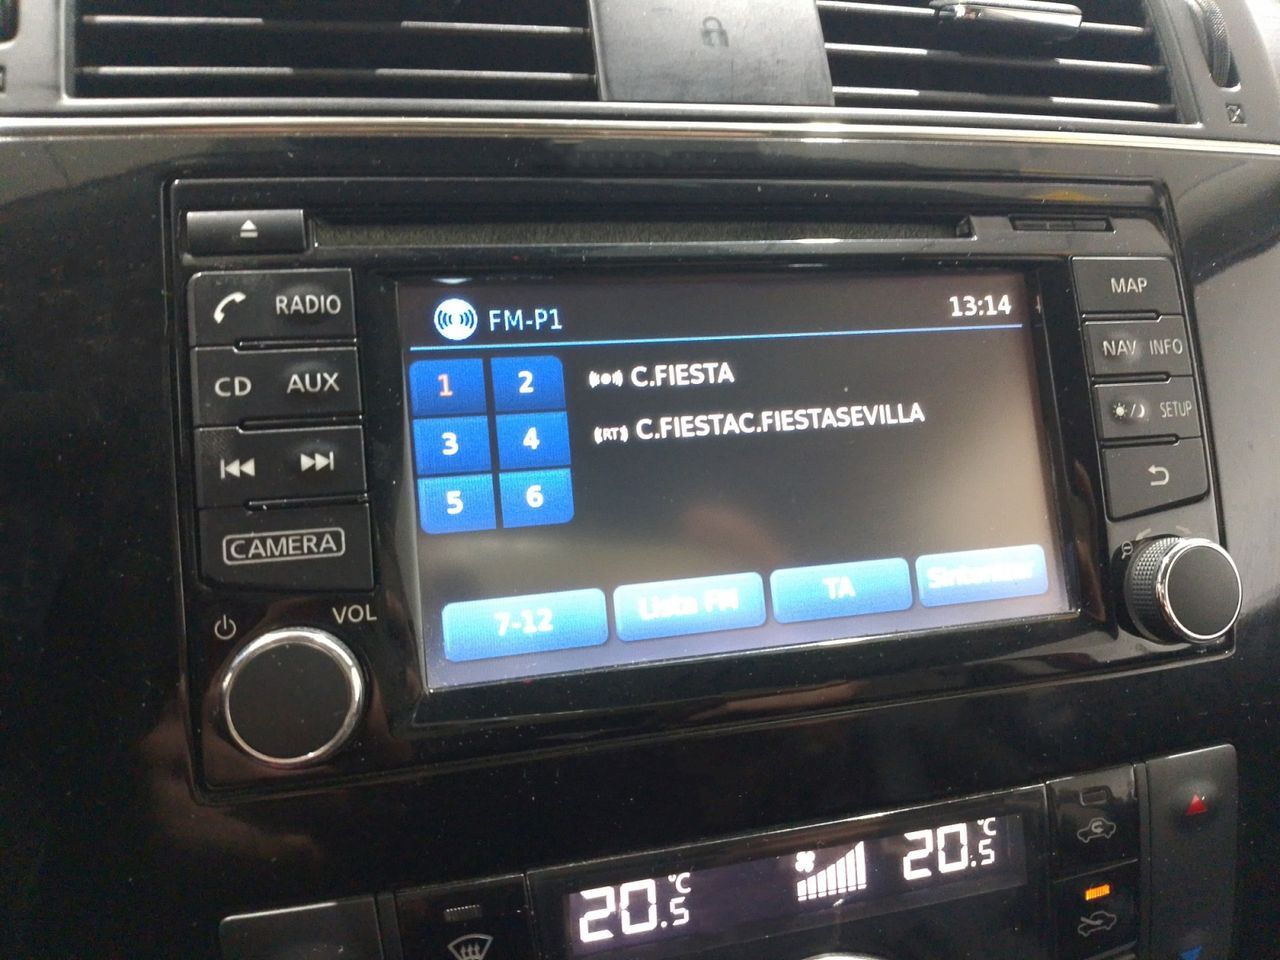 FM-P1
13:14
RADIO
MAP
CD
AUX
NAV
INFO
SETUP
CAMERA
VOL
1
2
3
4
5
6
C.FIESTA
(RT) C.FIESTAC.FIESTASEVILLA
7-12
Lista FM
TA
Sintonizar
20.5 °C
20.5 °C